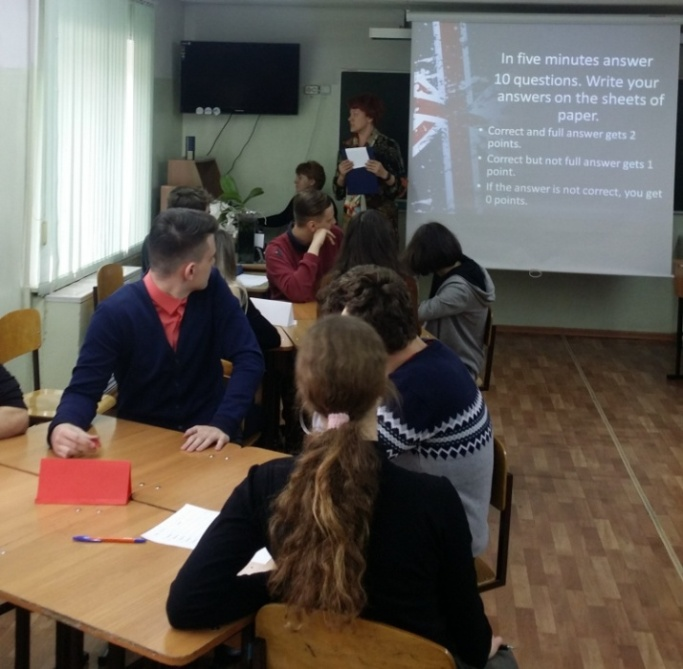 In five minutes answer
10 questions. Write your
answers on the sheets of
paper.
• Correct and full answer gets 2
points.
• Correct but not full answer gets 1
point.
• If the answer is not correct, you get
0 points.